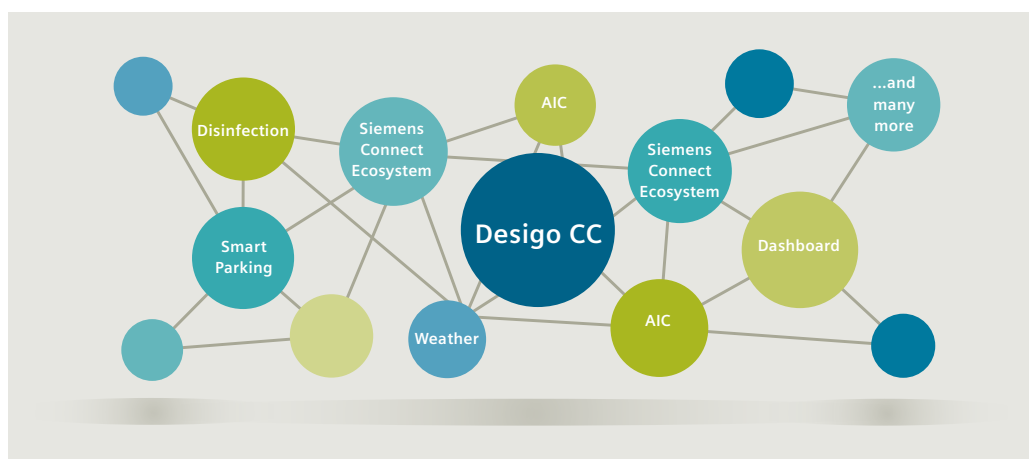 Disinfection
Siemens
Connect
Ecosystem
AIC
Siemens
Connect
Ecosystem
...and
many
more
Desigo CC
Smart
Parking
Dashboard
Weather
AIC